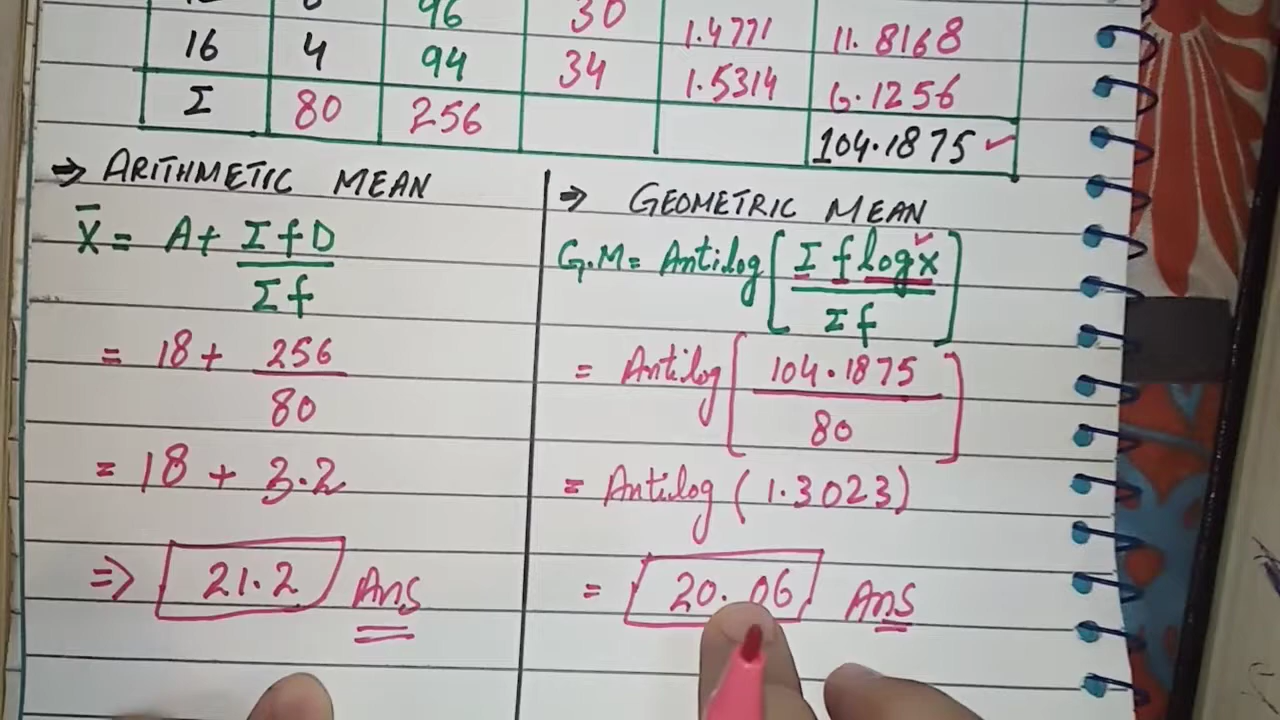 96 30 1.4771 11.8168
16 4 94 34 1.5314 6.1256
Σ 80 256 104.1875 ✓
⇒ ARITHMETIC MEAN
X̄ = A + ΣfD / Σf
= 18 + 256 / 80
= 18 + 3.2
⇒ 21.2 Ans
⇒ GEOMETRIC MEAN
G.M = Antilog [Σ f log x / Σf]
= Antilog [104.1875 / 80]
= Antilog (1.3023)
= 20.06 Ans